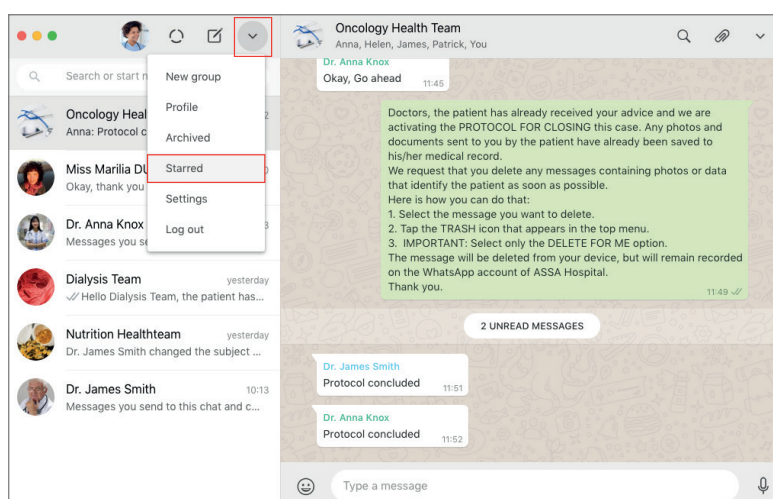 Oncology Health Team
Anna, Helen, James, Patrick, You
Search or start n
New group
Profile
Archived
Starred
Settings
Log out
Oncology Heal
2
Anna: Protocol c
Miss Marilia DU
0
Okay, thank you
Dr. Anna Knox
3
Messages you se
Dialysis Team
yesterday
Hello Dialysis Team, the patient has...
Nutrition Healthteam
yesterday
Dr. James Smith changed the subject ...
Dr. James Smith
10:13
Messages you send to this chat and c...
Dr. Anna Knox
Okay, Go ahead
11:45
Doctors, the patient has already received your advice and we are
activating the PROTOCOL FOR CLOSING this case. Any photos and
documents sent to you by the patient have already been saved to
his/her medical record.
We request that you delete any messages containing photos or data
that identify the patient as soon as possible.
Here is how you can do that:
1. Select the message you want to delete.
2. Tap the TRASH icon that appears in the top menu.
3. IMPORTANT: Select only the DELETE FOR ME option.
The message will be deleted from your device, but will remain recorded
on the WhatsApp account of ASSA Hospital.
Thank you.
11:49
2 UNREAD MESSAGES
Dr. James Smith
Protocol concluded
11:51
Dr. Anna Knox
Protocol concluded
11:52
Type a message